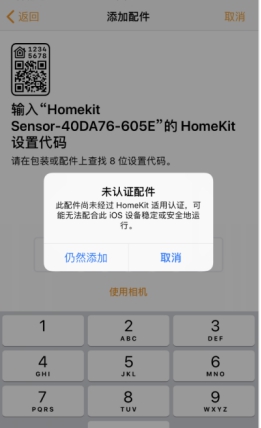 返回
添加配件
取消
1234
5678
输入“Homekit
Sensor-40DA76-605E”的 HomeKit
设置代码
请在包装或配件上查找 8 位设置代码。
未认证配件
此配件尚未经过 HomeKit 适用认证，可
能无法配合此 iOS 设备稳定或安全地运
行。
仍然添加
取消
使用相机
1
2
ABC
3
DEF
4
GHI
5
JKL
6
MNO
7
PQRS
8
TUV
9
WXYZ